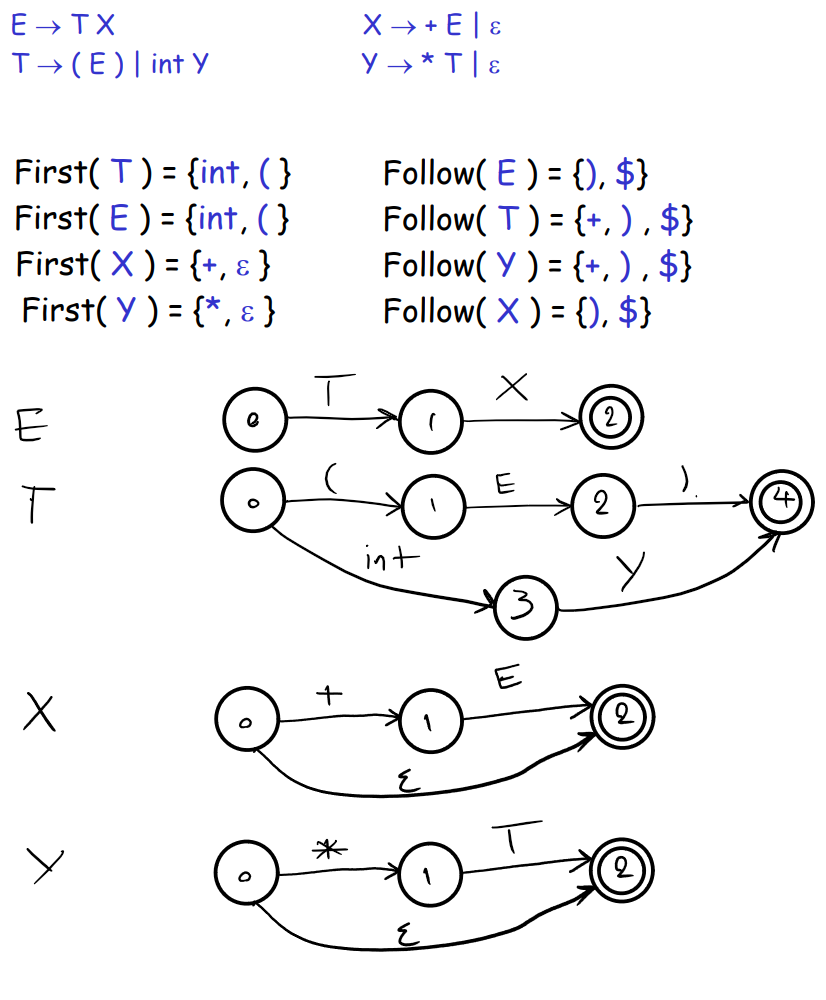 E → T X X → + E | ε
T → ( E ) | int Y Y → * T | ε
First( T ) = {int, ( } Follow( E ) = {), $}
First( E ) = {int, ( } Follow( T ) = {+, ) , $}
First( X ) = {+, ε } Follow( Y ) = {+, ) , $}
First( Y ) = {*, ε } Follow( X ) = {), $}
T X
E 0 1 2
( E )
T 0 1 2 4
int Y
3
+ E
X 0 1 2
ε
* T
Y 0 1 2
ε